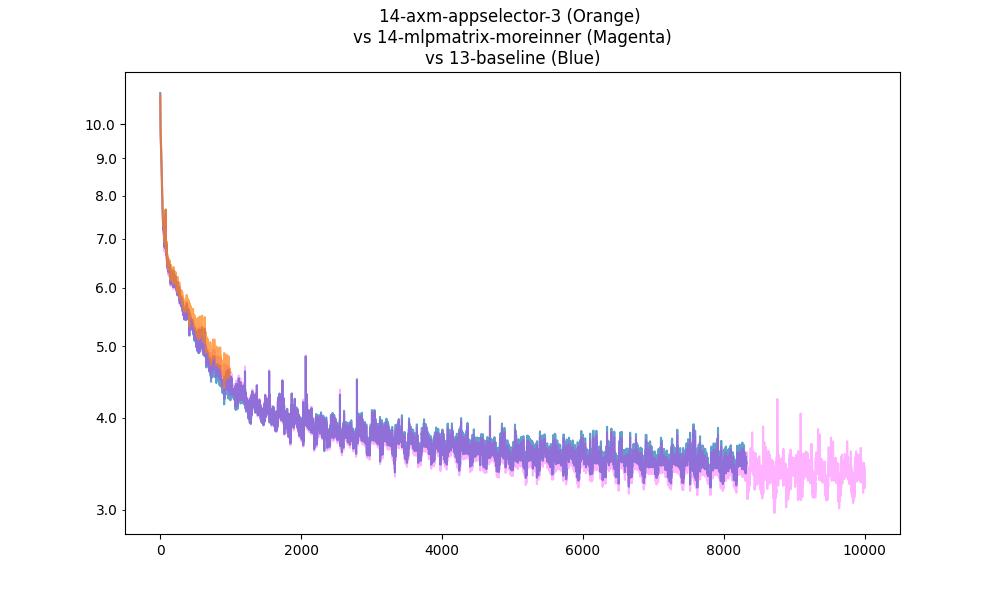 14-axm-appselector-3 (Orange)
vs 14-mlpmatrix-moreinner (Magenta)
vs 13-baseline (Blue)
10.0
9.0
8.0
7.0
6.0
5.0
4.0
3.0
0 2000 4000 6000 8000 10000